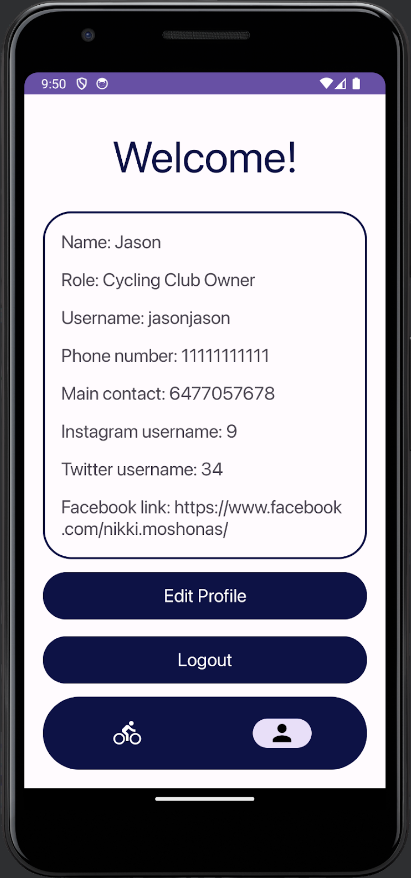 9:50
Welcome!
Name: Jason
Role: Cycling Club Owner
Username: jasonjason
Phone number: 11111111111
Main contact: 6477057678
Instagram username: 9
Twitter username: 34
Facebook link: https://www.facebook
.com/nikki.moshonas/
Edit Profile
Logout